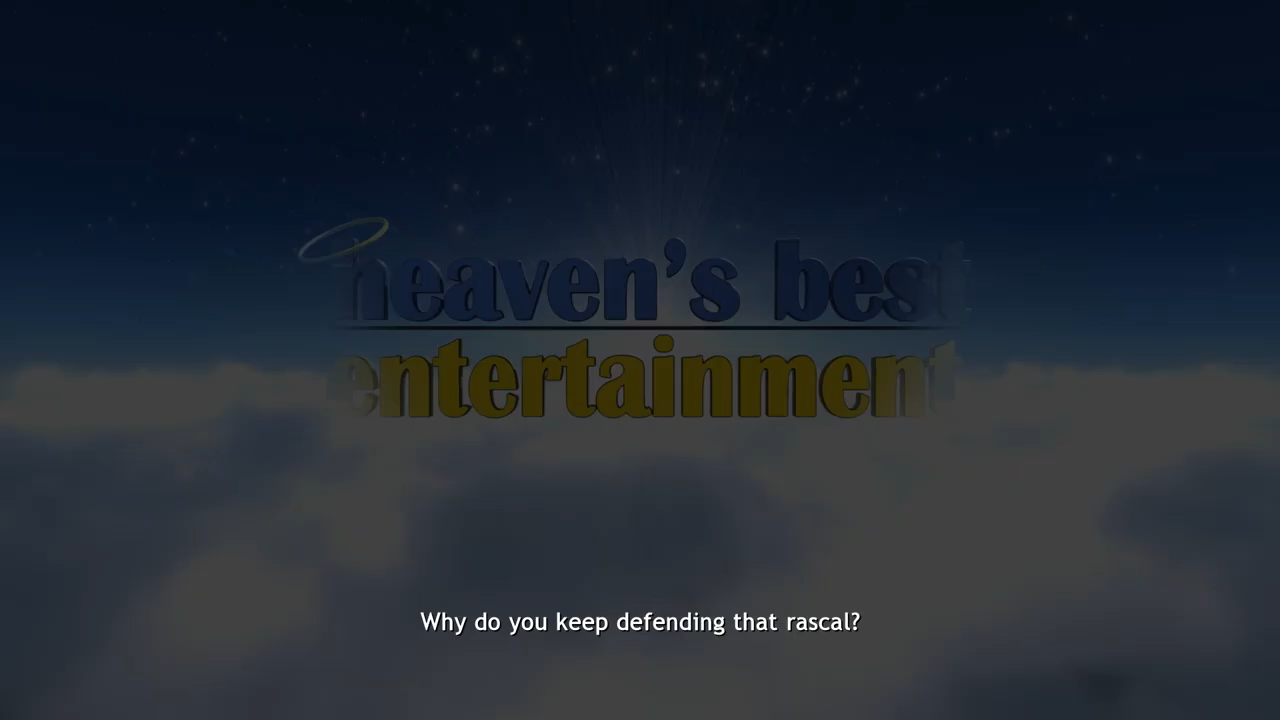 heaven's best
entertainment
Why do you keep defending that rascal?